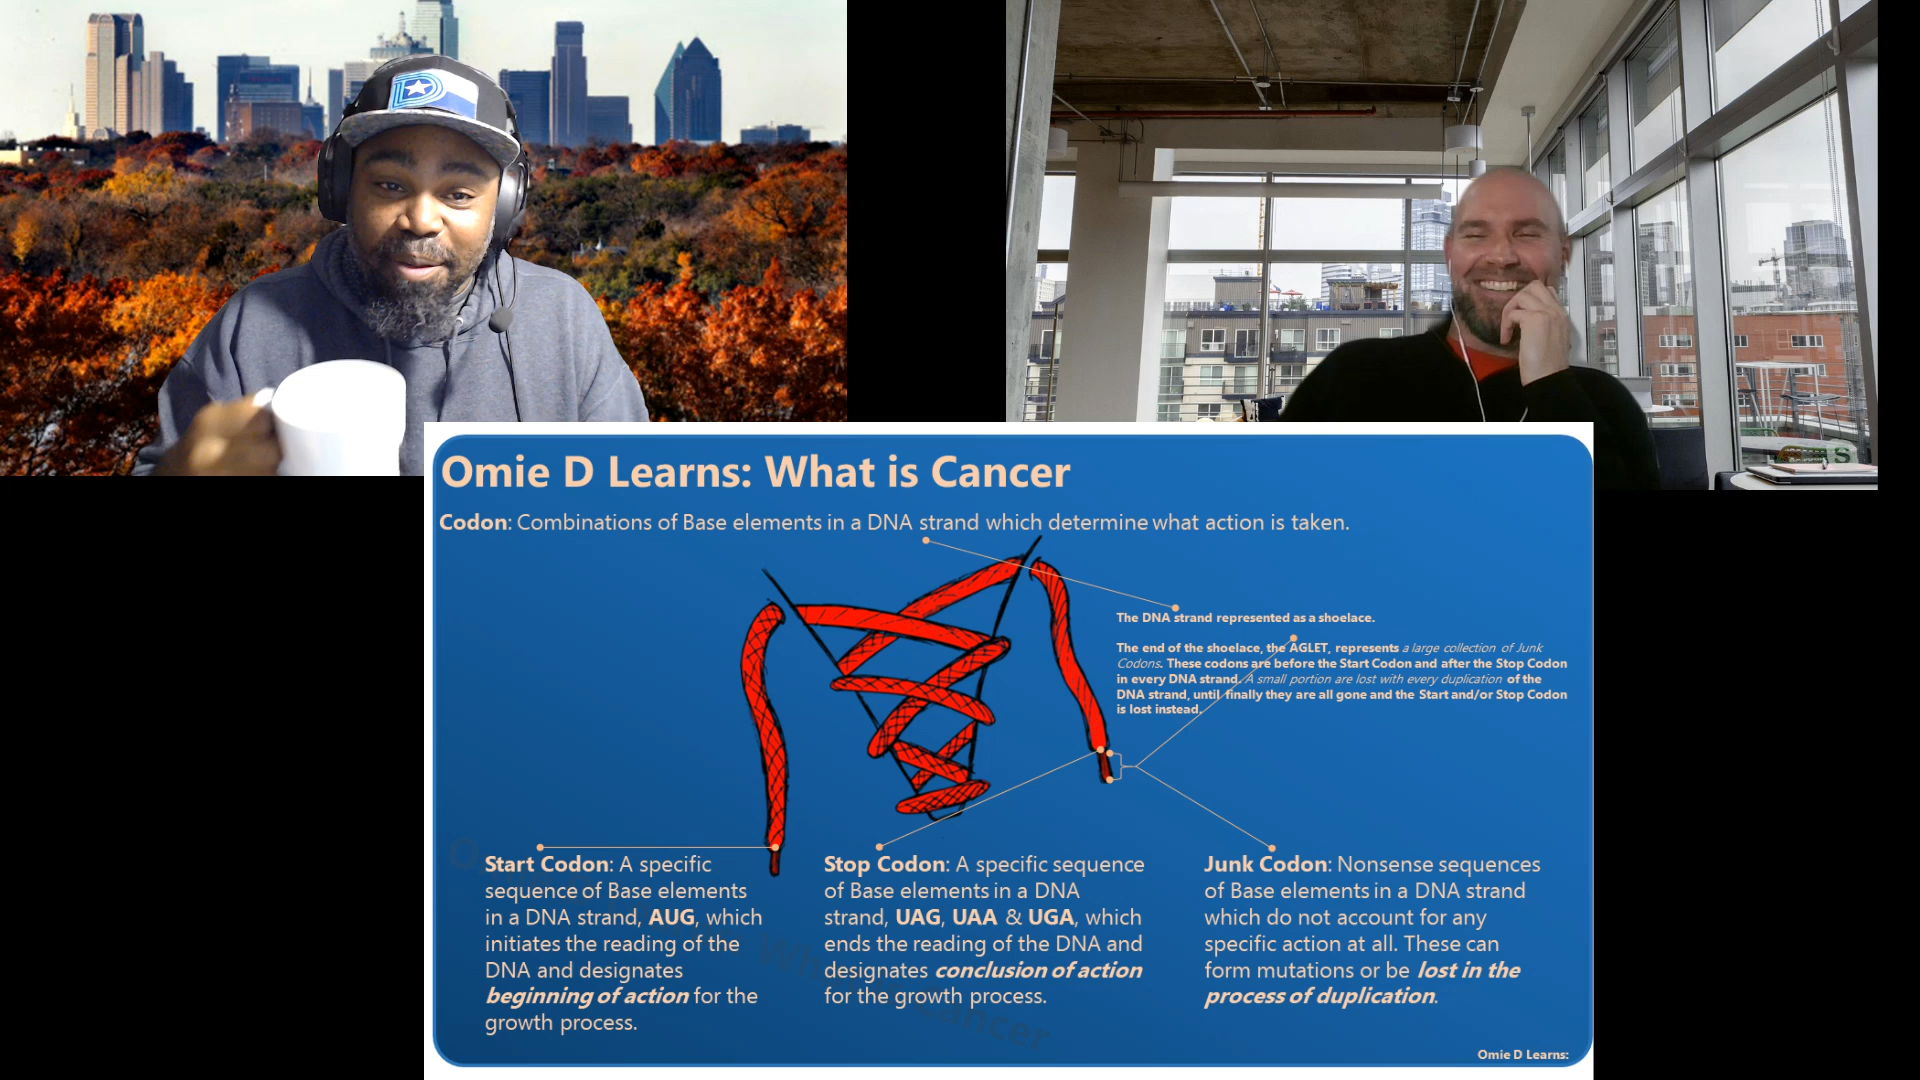 Omie D Learns: What is Cancer
Codon: Combinations of Base elements in a DNA strand which determine what action is taken.
The DNA strand represented as a shoelace.
The end of the shoelace, the AGLET, represents a large collection of Junk
Codons. These codons are before the Start Codon and after the Stop Codon
in every DNA strand. A small portion are lost with every duplication of the
DNA strand, until finally they are all gone and the Start and/or Stop Codon
is lost instead.
Start Codon: A specific
sequence of Base elements
in a DNA strand, AUG, which
initiates the reading of the
DNA and designates
beginning of action for the
growth process.
Stop Codon: A specific sequence
of Base elements in a DNA
strand, UAG, UAA & UGA, which
ends the reading of the DNA and
designates conclusion of action
for the growth process.
Junk Codon: Nonsense sequences
of Base elements in a DNA strand
which do not account for any
specific action at all. These can
form mutations or be lost in the
process of duplication.
Omie D Learns: